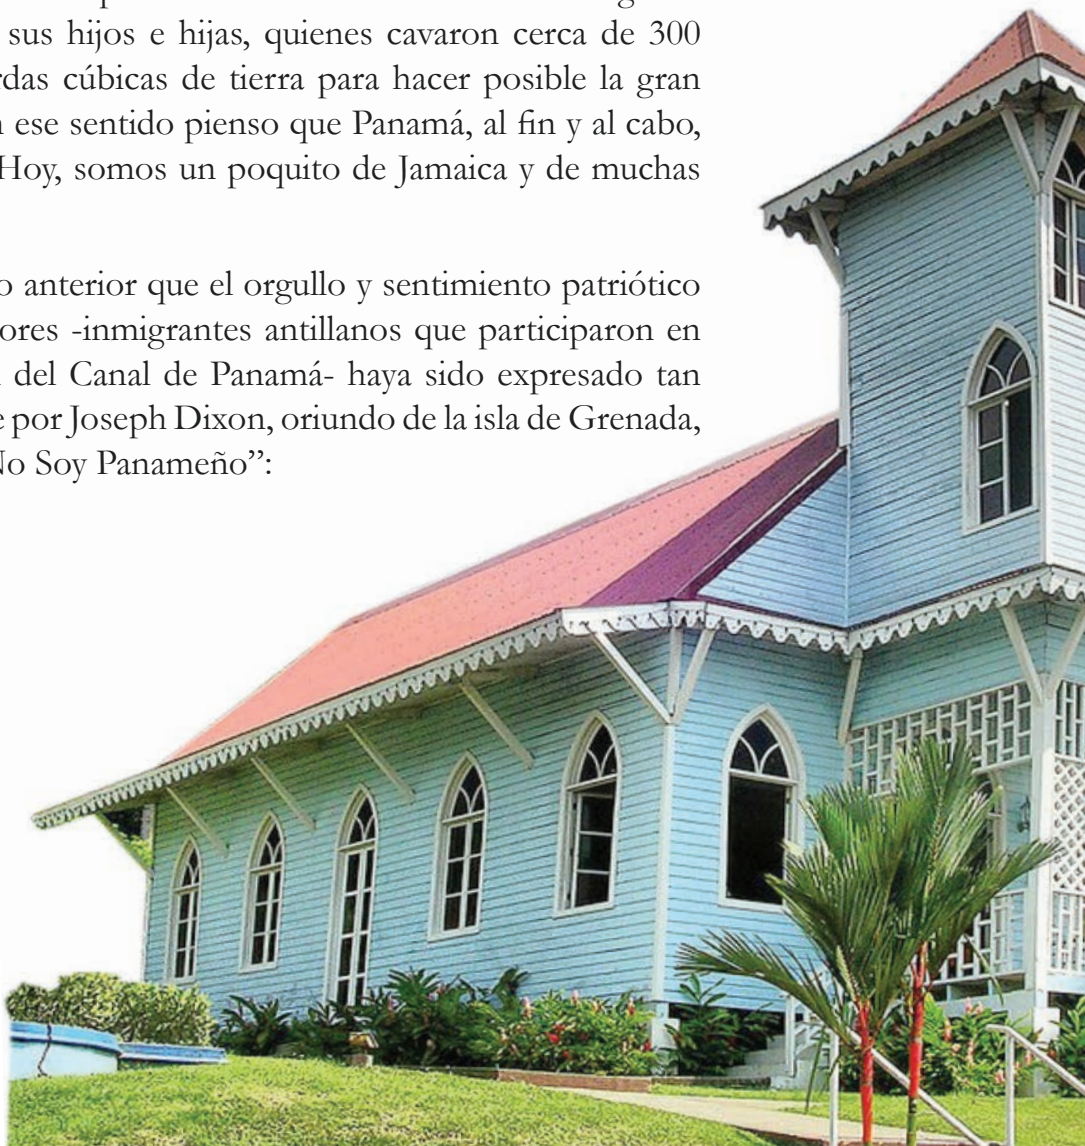 sus hijos e hijas, quienes cavaron cerca de 300
rdas cúbicas de tierra para hacer posible la gran
ese sentido pienso que Panamá, al fin y al cabo,
Hoy, somos un poquito de Jamaica y de muchas
o anterior que el orgullo y sentimiento patriótico
ores -inmigrantes antillanos que participaron en
del Canal de Panamá- haya sido expresado tan
e por Joseph Dixon, oriundo de la isla de Grenada,
No Soy Panameño”: